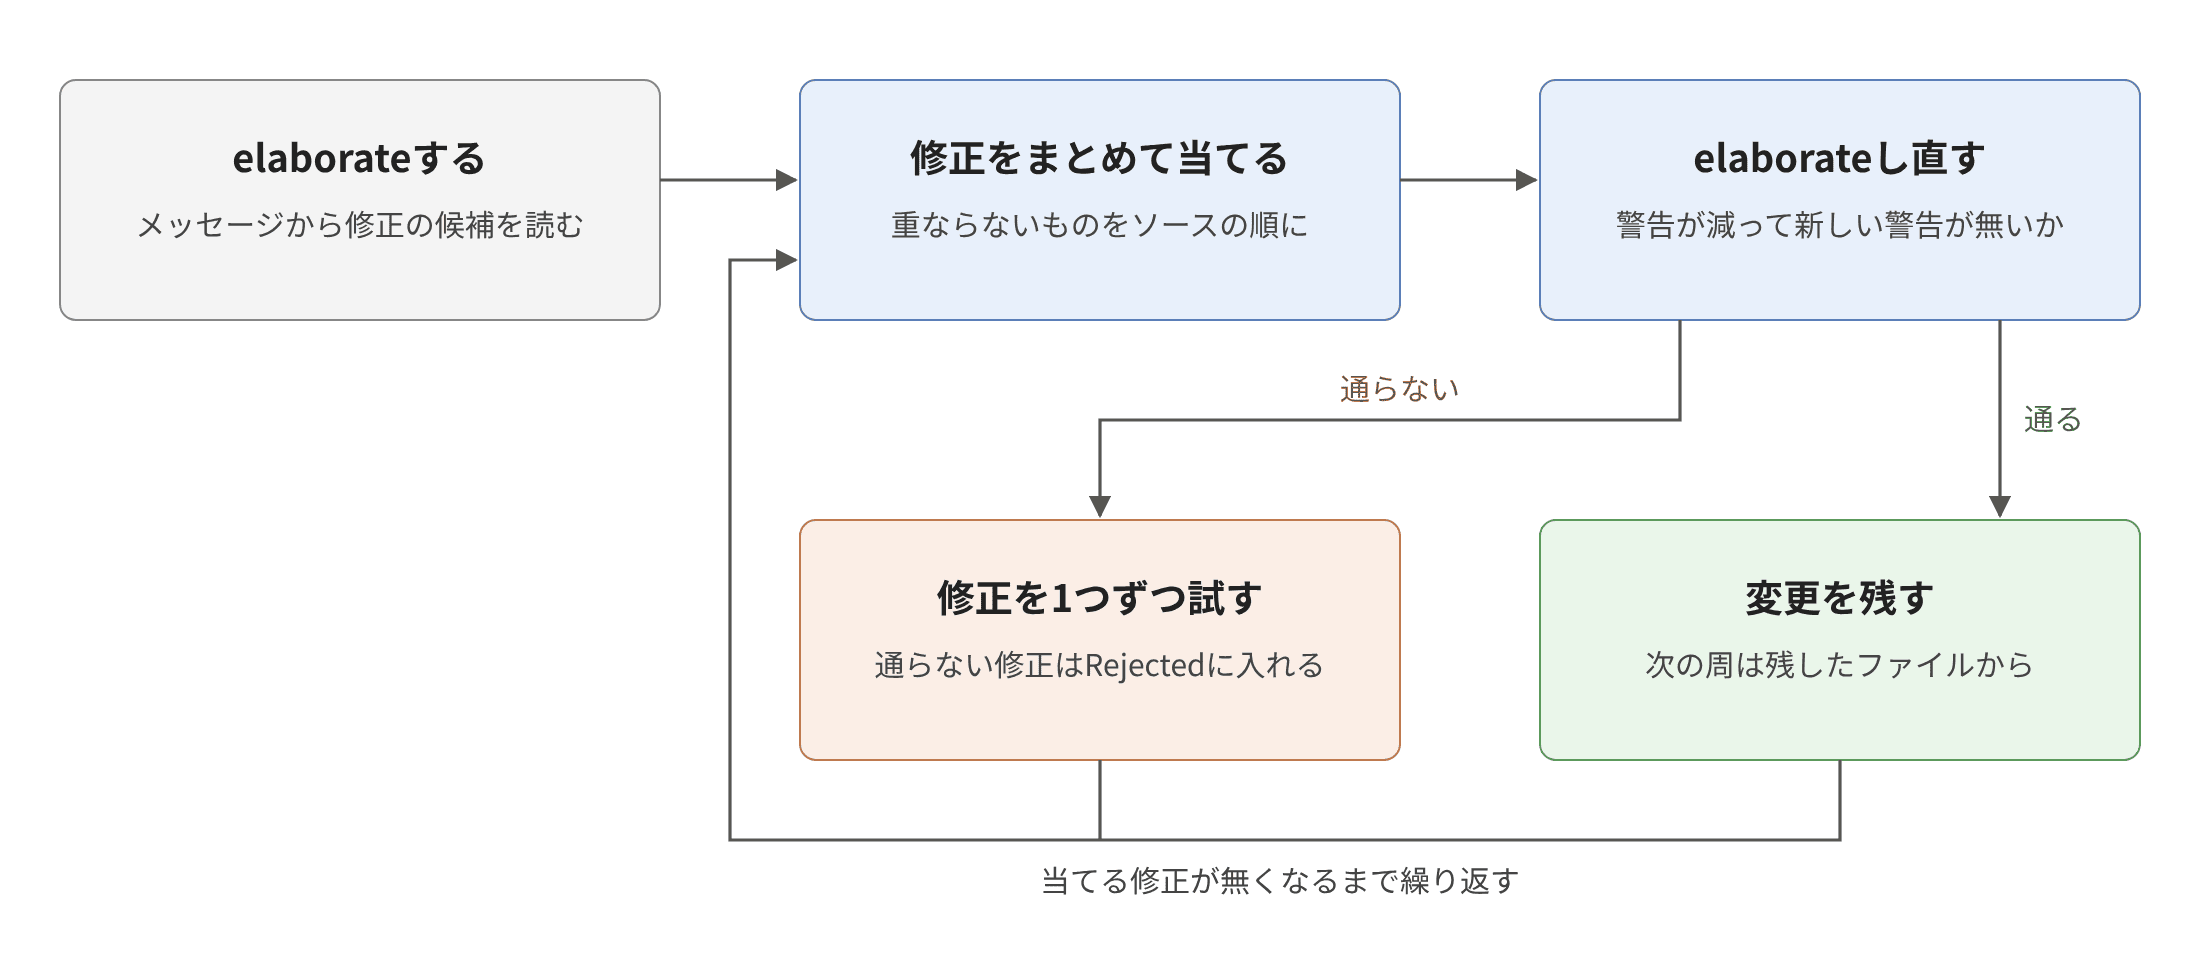 elaborateする
メッセージから修正の候補を読む
修正をまとめて当てる
重ならないものをソースの順に
elaborateし直す
警告が減って新しい警告が無いか
通らない
通る
修正を1つずつ試す
通らない修正はRejectedに入れる
変更を残す
次の周は残したファイルから
当てる修正が無くなるまで繰り返す